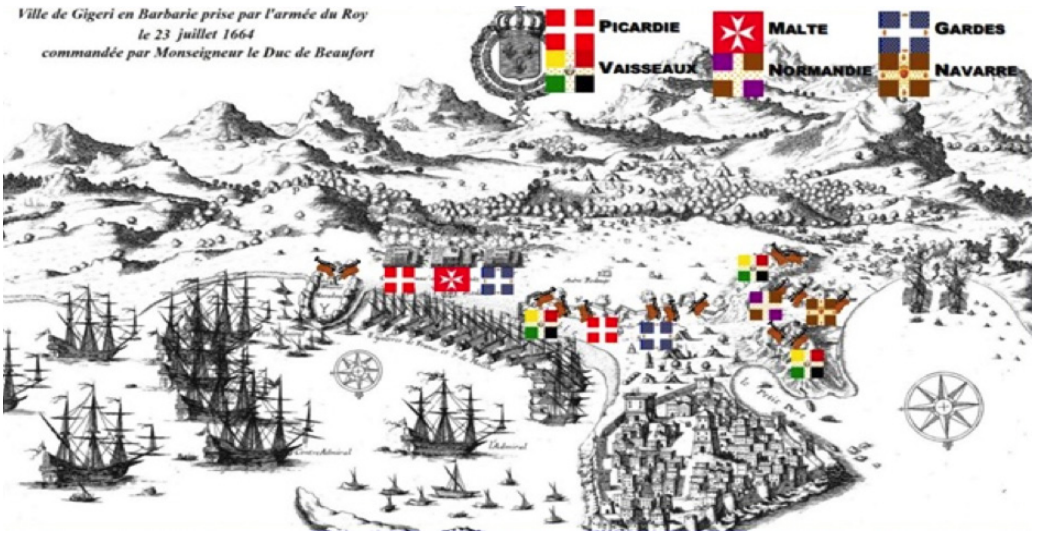 Ville de Gigeri en Barbarie prise par l'armée du Roy
le 23 juillet 1664
commandée par Monseigneur le Duc de Beaufort
PICARDIE
MALTE
GARDES
VAISSEAUX
NORMANDIE
NAVARRE
le Petit Port
L'Admiral
ContreAdmiral